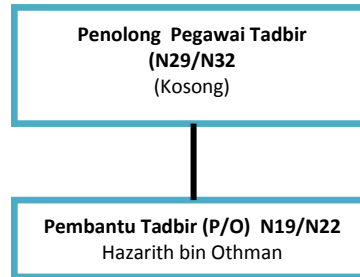 Penolong Pegawai Tadbir
(N29/N32
(Kosong)
Pembantu Tadbir (P/O) N19/N22
Hazarith bin Othman